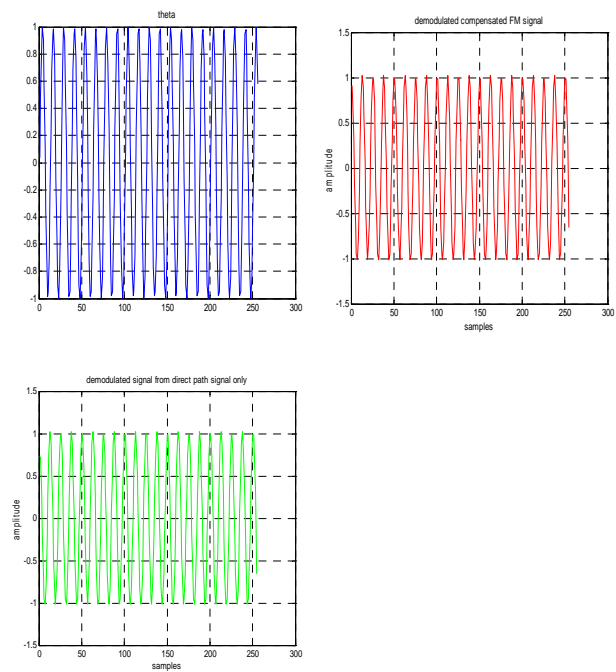 theta
1
0.8
0.6
0.4
0.2
0
-0.2
-0.4
-0.6
-0.8
-1
0 50 100 150 200 250 300
demodulated compensated FM signal
1.5
1
0.5
0
-0.5
-1
-1.5
amplitude
0 50 100 150 200 250 300
samples
demodulated signal from direct path signal only
1.5
1
0.5
0
-0.5
-1
-1.5
amplitude
0 50 100 150 200 250 300
samples